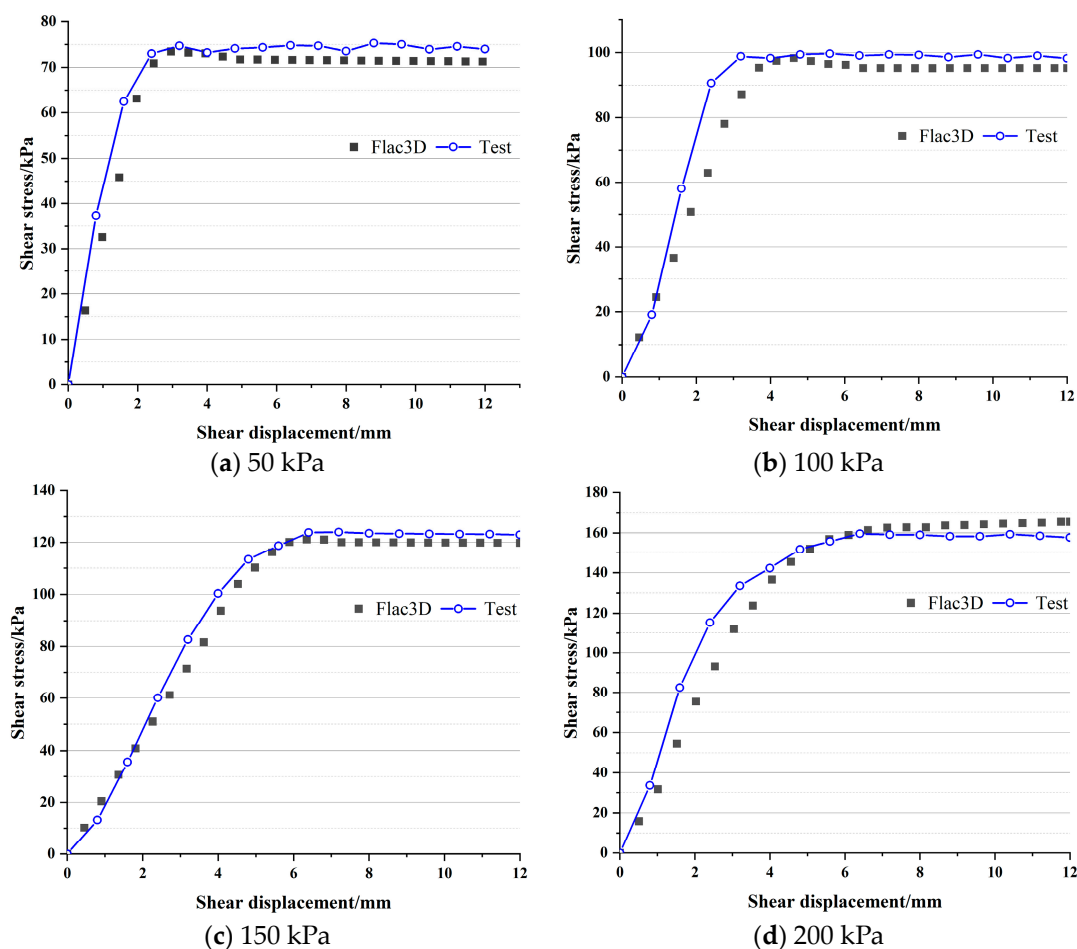 80
70
60
50
40
30
20
10
0
Shear stress/kPa
Flac3D Test
0 2 4 6 8 10 12
Shear displacement/mm
(a) 50 kPa
100
80
60
40
20
0
Shear stress/kPa
Flac3D Test
0 2 4 6 8 10 12
Shear displacement/mm
(b) 100 kPa
140
120
100
80
60
40
20
0
Shear stress/kPa
Flac3D Test
0 2 4 6 8 10 12
Shear displacement/mm
(c) 150 kPa
180
160
140
120
100
80
60
40
20
0
Shear stress/kPa
Flac3D Test
0 2 4 6 8 10 12
Shear displacement/mm
(d) 200 kPa